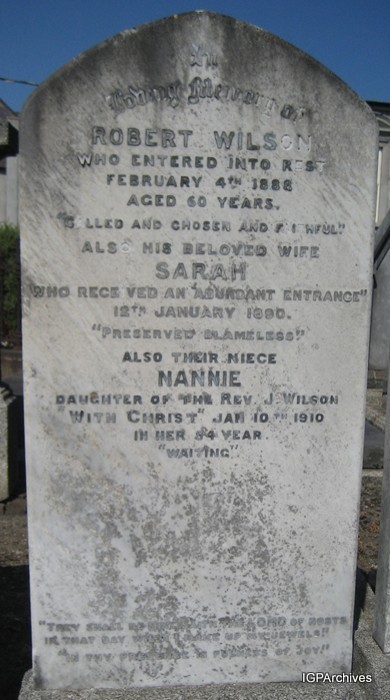 In
Loving Memory of
ROBERT WILSON
WHO ENTERED INTO REST
FEBRUARY 4TH 1888
AGED 60 YEARS.
"CALLED AND CHOSEN AND FAITHFUL"
ALSO HIS BELOVED WIFE
SARAH
"WHO RECEIVED AN ABUNDANT ENTRANCE"
12TH JANUARY 1890.
"PRESERVED BLAMELESS"
ALSO THEIR NIECE
NANNIE
DAUGHTER OF THE REV. J. WILSON
"WITH CHRIST" JAN 10TH 1910
IN HER 54 YEAR.
"WAITING"
"THEY SHALL BE MINE SAITH THE LORD OF HOSTS
IN THAT DAY WHEN I MAKE UP MY JEWELS"
"IN THY PRESENCE IS FULNESS OF JOY."
IGPArchives